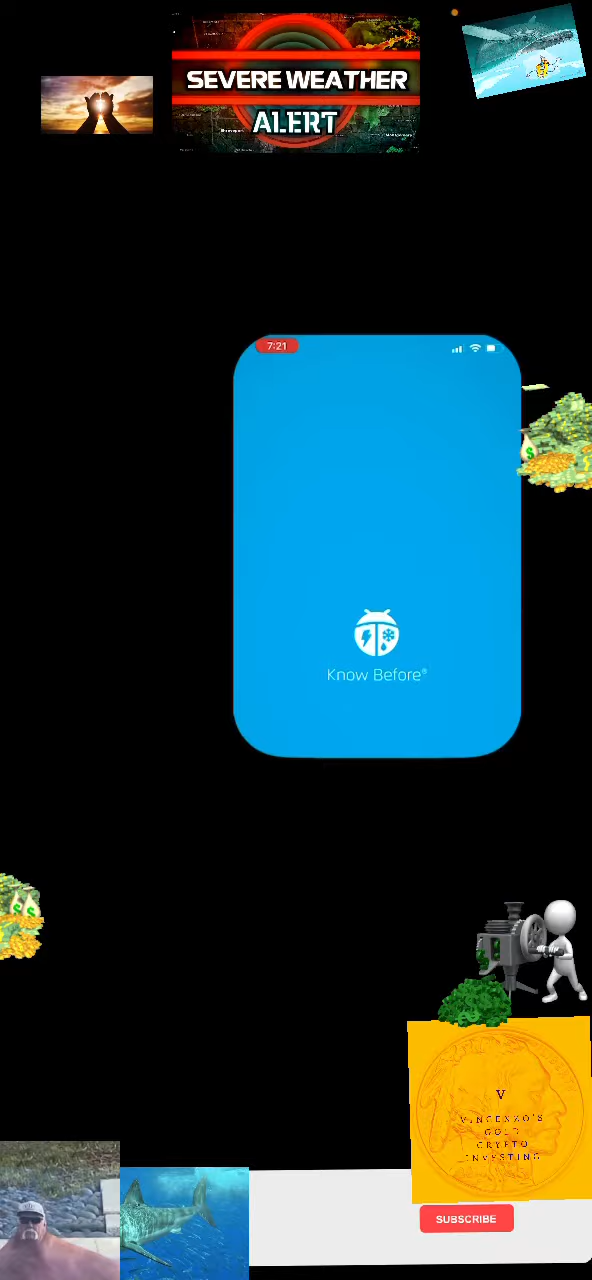 SEVERE WEATHER
ALERT
7:21
Know Before®
V
VINCENZO'S
GOLD
CRYPTO
INVESTING
SUBSCRIBE